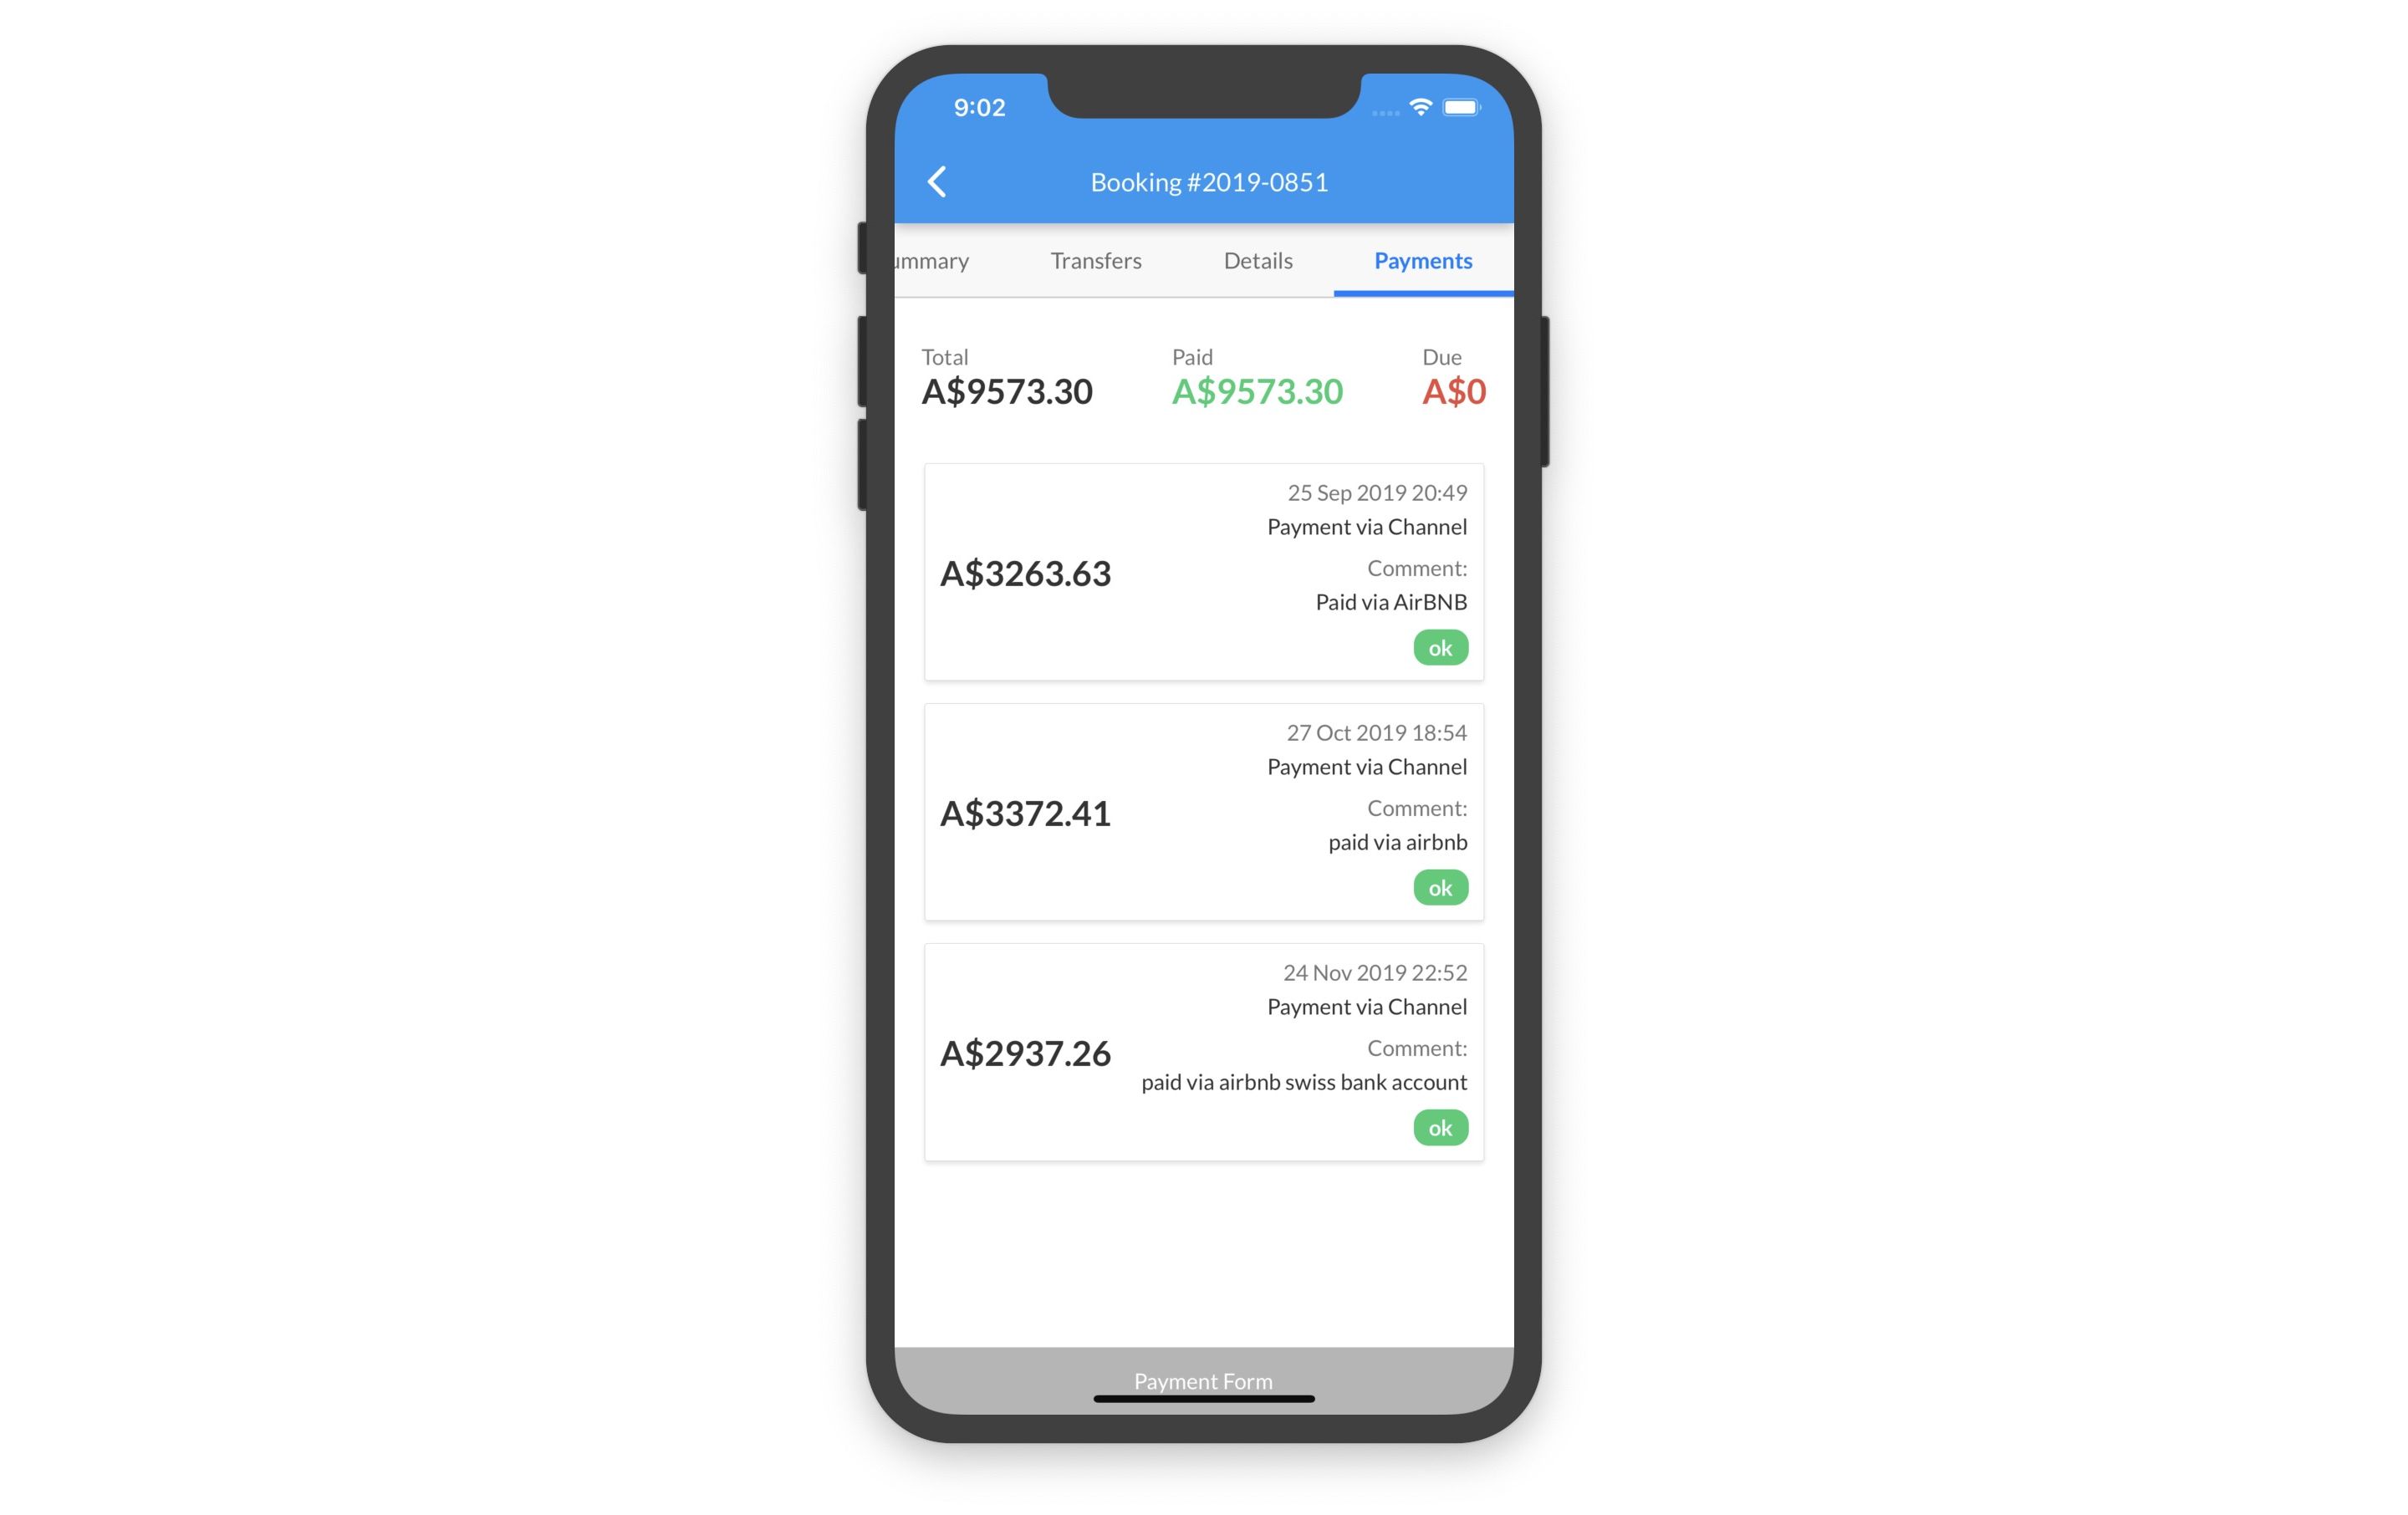 9:02
Booking #2019-0851
ummary Transfers Details Payments
Total Paid Due
A$9573.30 A$9573.30 A$0
25 Sep 2019 20:49
Payment via Channel
A$3263.63
Comment:
Paid via AirBNB
ok
27 Oct 2019 18:54
Payment via Channel
A$3372.41
Comment:
paid via airbnb
ok
24 Nov 2019 22:52
Payment via Channel
A$2937.26
Comment:
paid via airbnb swiss bank account
ok
Payment Form